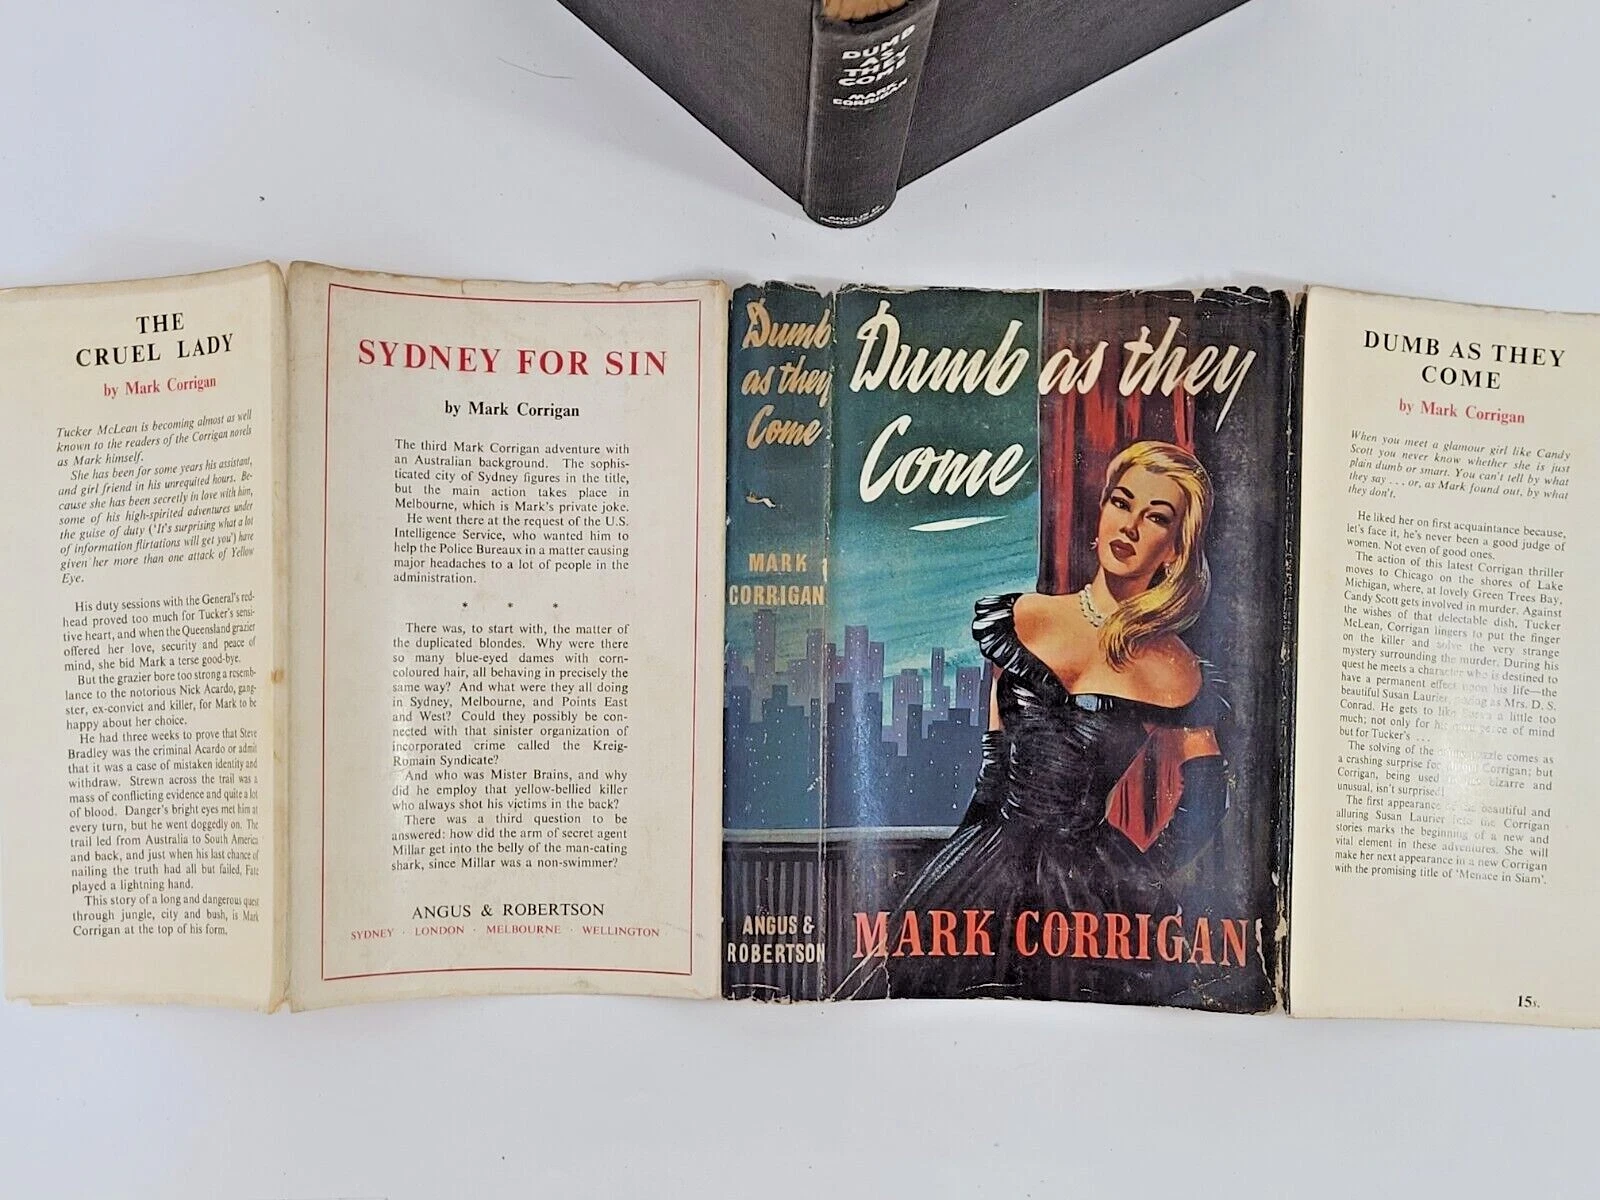 DUMB
AS
THEY
COME
MARK
CORRIGAN
ANGUS &
ROBERTSON
THE
CRUEL LADY
by Mark Corrigan
Tucker McLean is becoming almost as well
known to the readers of the Corrigan novels
as Mark himself.
She has been for some years his assistant,
and girl friend in his unrequited hours. Be-
cause she has been secretly in love with him,
some of his high-spirited adventures under
the guise of duty ('It's surprising what a lot
of information flirtations will get you') have
given her more than one attack of Yellow
Eye.
His duty sessions with the General's red-
head proved too much for Tucker's sensi-
tive heart, and when the Queensland grazier
offered her love, security and peace of
mind, she bid Mark a terse good-bye.
But the grazier bore too strong a resemb-
lance to the notorious Nick Acardo, gang-
ster, ex-convict and killer, for Mark to be
happy about her choice.
He had three weeks to prove that Steve
Bradley was the criminal Acardo or admit
that it was a case of mistaken identity and
withdraw. Strewn across the trail was a
mass of conflicting evidence and quite a lot
of blood. Danger's bright eyes met him at
every turn, but he went doggedly on. The
trail led from Australia to South America
and back, and just when his last chance of
nailing the truth had all but failed, Fate
played a lightning hand.
This story of a long and dangerous quest
through jungle, city and bush, is Mark
Corrigan at the top of his form.
SYDNEY FOR SIN
by Mark Corrigan
The third Mark Corrigan adventure with
an Australian background. The sophis-
ticated city of Sydney figures in the title,
but the main action takes place in
Melbourne, which is Mark's private joke.
He went there at the request of the U.S.
Intelligence Service, who wanted him to
help the Police Bureaux in a matter causing
major headaches to a lot of people in the
administration.
* * *
There was, to start with, the matter of
the duplicated blondes. Why were there
so many blue-eyed dames with corn-
coloured hair, all behaving in precisely the
same way? And what were they all doing
in Sydney, Melbourne, and Points East
and West? Could they possibly be con-
nected with that sinister organization of
incorporated crime called the Kreig-
Romain Syndicate?
And who was Mister Brains, and why
did he employ that yellow-bellied killer
who always shot his victims in the back?
There was a third question to be
answered: how did the arm of secret agent
Millar get into the belly of the man-eating
shark, since Millar was a non-swimmer?
ANGUS & ROBERTSON
SYDNEY · LONDON · MELBOURNE · WELLINGTON
Dumb
as they
Come
MARK
CORRIGAN
ANGUS &
ROBERTSON
Dumb as they
Come
MARK CORRIGAN
DUMB AS THEY
COME
by Mark Corrigan
When you meet a glamour girl like Candy
Scott you never know whether she is just
plain dumb or smart. You can't tell by what
they say . . . or, as Mark found out, by what
they don't.
He liked her on first acquaintance because,
let's face it, he's never been a good judge of
women. Not even of good ones.
The action of this latest Corrigan thriller
moves to Chicago on the shores of Lake
Michigan, where, at lovely Green Trees Bay,
Candy Scott gets involved in murder. Against
the wishes of that delectable dish, Tucker
McLean, Corrigan lingers to put the finger
on the killer and solve the very strange
mystery surrounding the murder. During his
quest he meets a character who is destined to
have a permanent effect upon his life—the
beautiful Susan Laurier, posing as Mrs. D. S.
Conrad. He gets to like a little too
much; not only for his peace of mind
but for Tucker's . . .
The solving of the puzzle comes as
a crashing surprise for Corrigan; but
Corrigan, being used bizarre and
unusual, isn't surprised!
The first appearance of the beautiful and
alluring Susan Laurier into the Corrigan
stories marks the beginning of a new and
vital element in these adventures. She will
make her next appearance in a new Corrigan
with the promising title of 'Menace in Siam'.
15s.